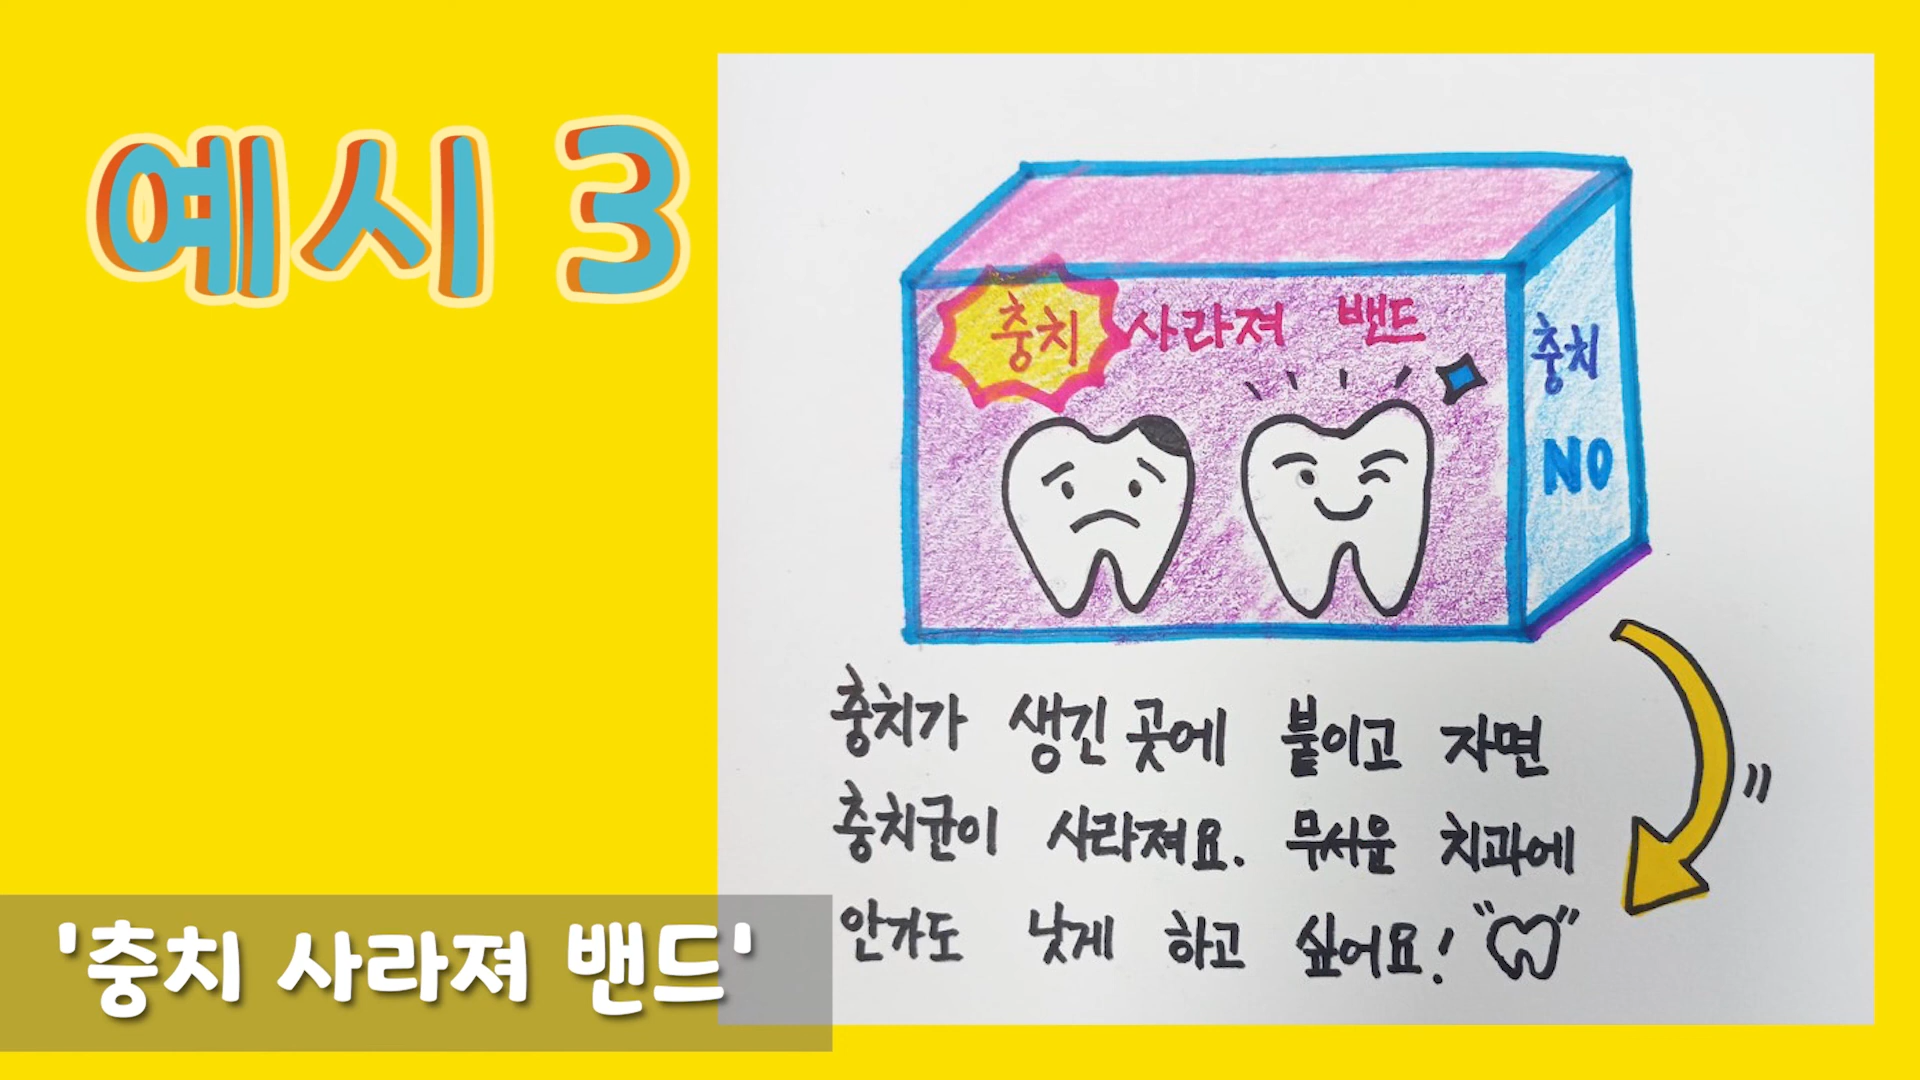 예시 3
충치 사라져 밴드
충치
NO
충치가 생긴 곳에 붙이고 자면
충치균이 사라져요. 무서운 치과에
안가도 낫게 하고 싶어요!
'충치 사라져 밴드'